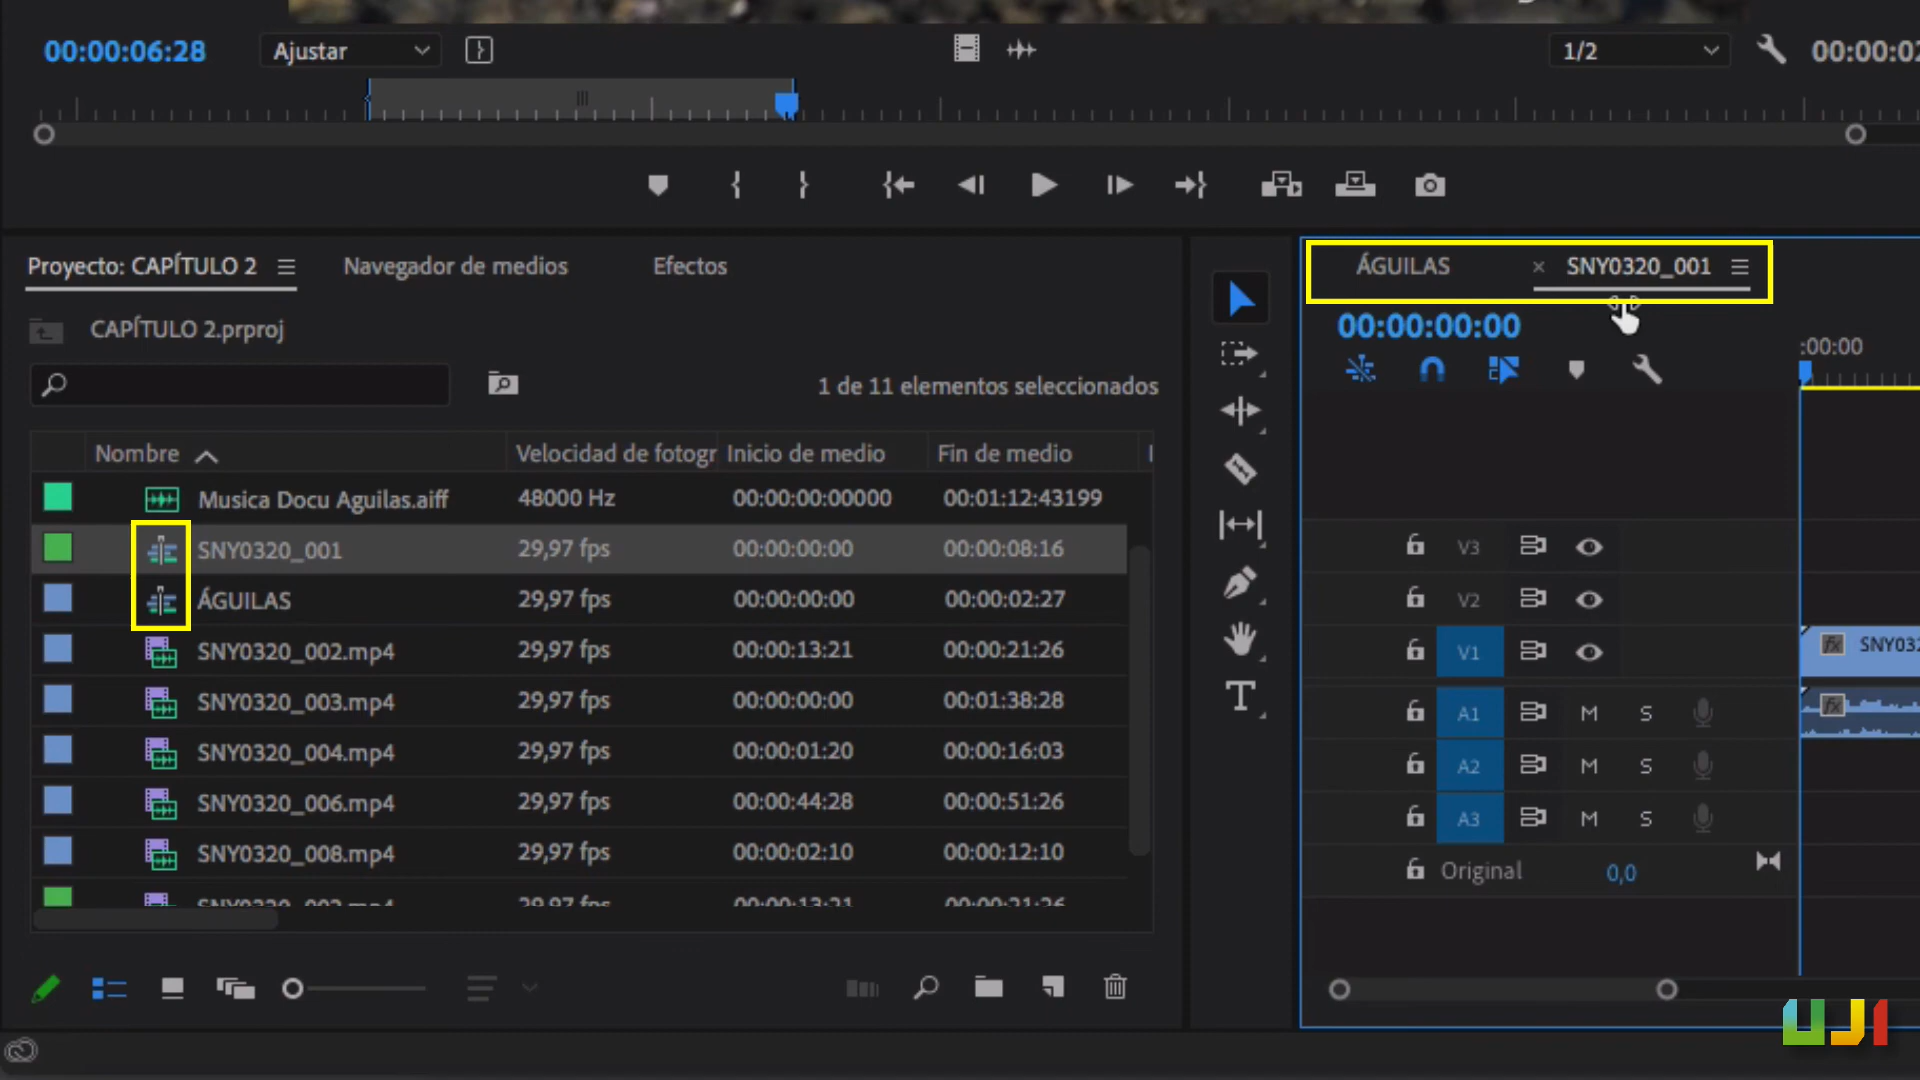 00:00:06:28 Ajustar 1/2
Proyecto: CAPÍTULO 2 Navegador de medios Efectos
CAPÍTULO 2.prproj
1 de 11 elementos seleccionados
Nombre Velocidad de fotogr Inicio de medio Fin de medio
Musica Docu Aguilas.aiff 48000 Hz 00:00:00:00000 00:01:12:43199
SNY0320_001 29,97 fps 00:00:00:00 00:00:08:16
ÁGUILAS 29,97 fps 00:00:00:00 00:00:02:27
SNY0320_002.mp4 29,97 fps 00:00:13:21 00:00:21:26
SNY0320_003.mp4 29,97 fps 00:00:00:00 00:01:38:28
SNY0320_004.mp4 29,97 fps 00:00:01:20 00:00:16:03
SNY0320_006.mp4 29,97 fps 00:00:44:28 00:00:51:26
SNY0320_008.mp4 29,97 fps 00:00:02:10 00:00:12:10
29,97 fps 00:00:13:21 00:00:21:26
ÁGUILAS × SNY0320_001
00:00:00:00
:00:00
V3
V2
V1
A1 M S
A2 M S
A3 M S
Original 0,0
fx SNY032
fx
UJI